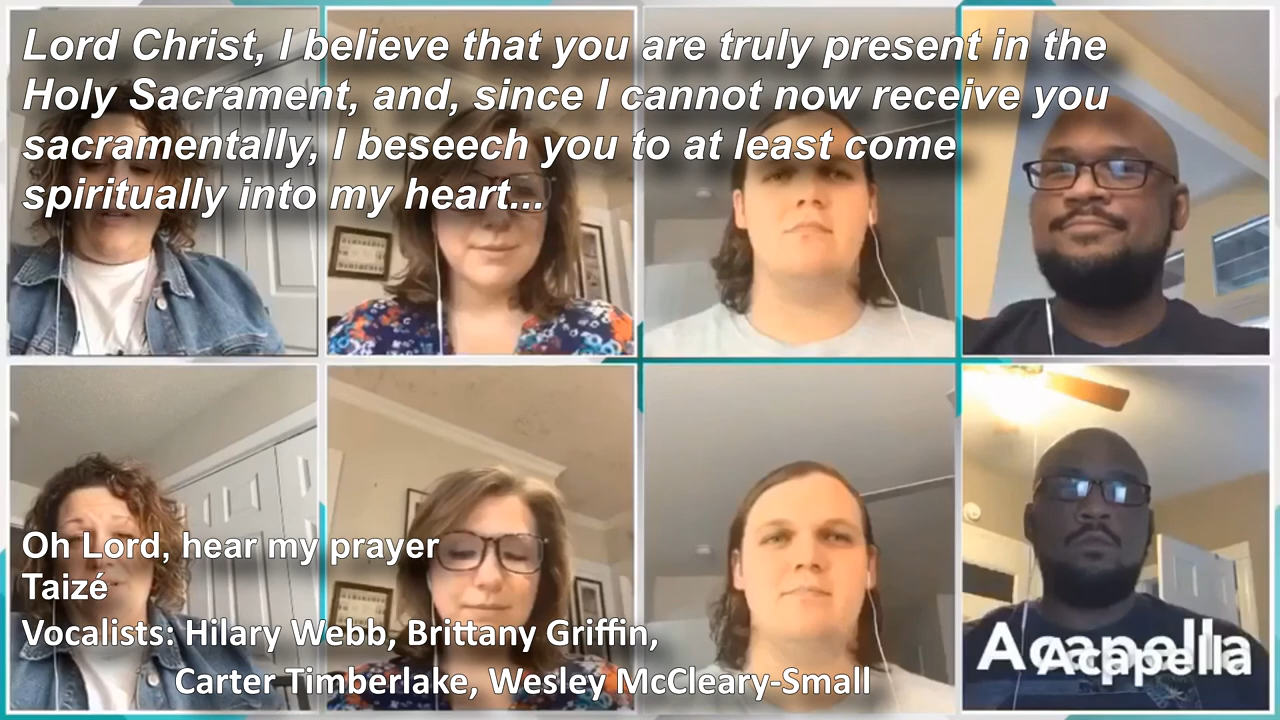 Lord Christ, I believe that you are truly present in the
Holy Sacrament, and, since I cannot now receive you
sacramentally, I beseech you to at least come
spiritually into my heart...
Oh Lord, hear my prayer
Taizé
Vocalists: Hilary Webb, Brittany Griffin,
Carter Timberlake, Wesley McCleary-Small
Acapella
Acapella